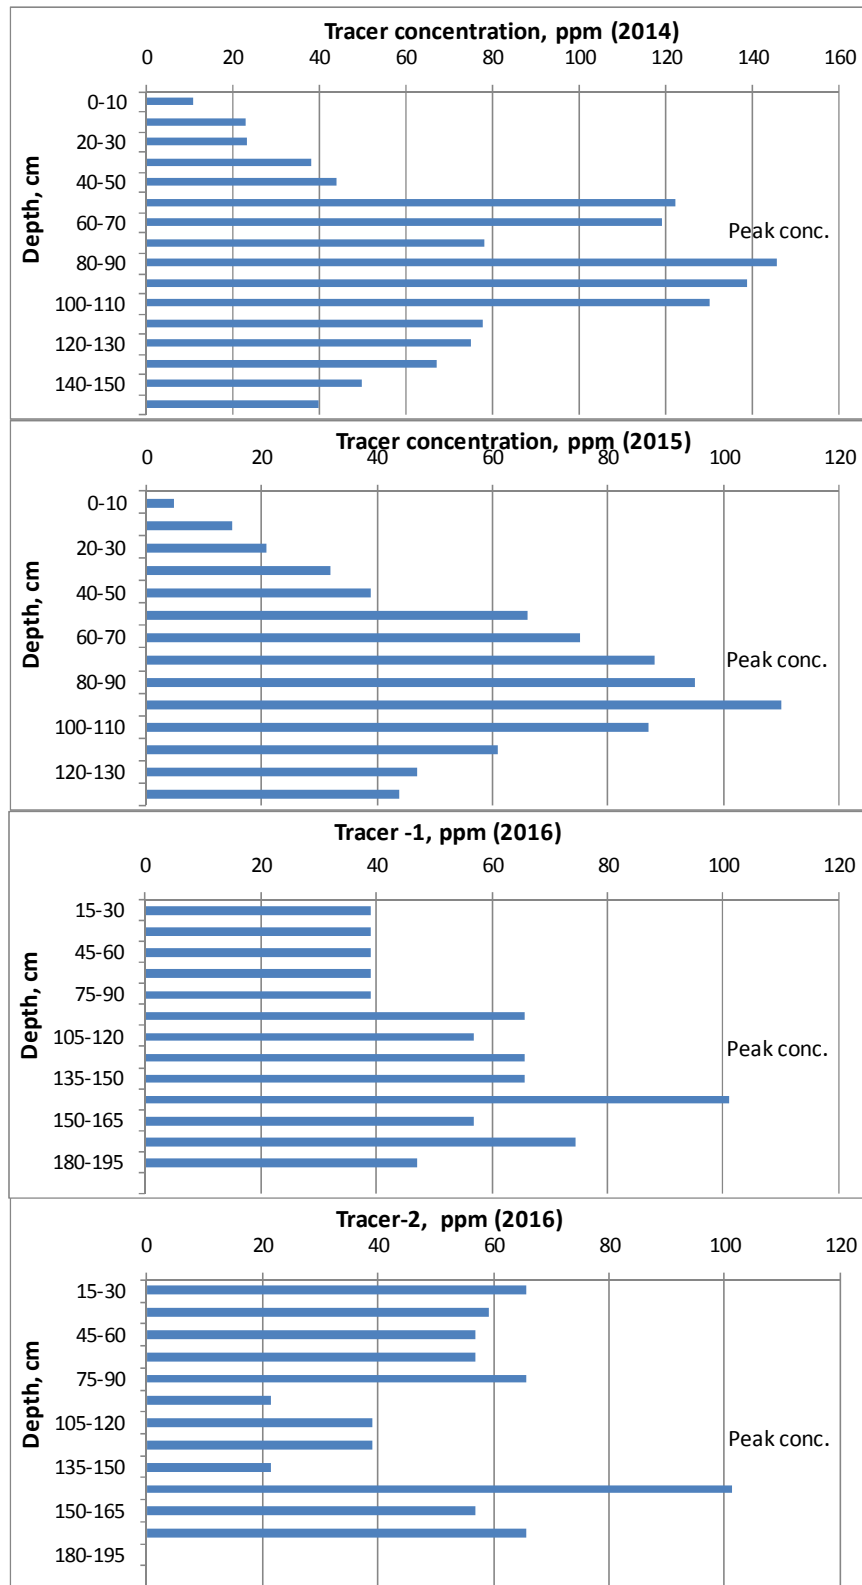 Tracer concentration, ppm (2014)
0 20 40 60 80 100 120 140 160
Depth, cm
0-10
20-30
40-50
60-70
Peak conc.
80-90
100-110
120-130
140-150
Tracer concentration, ppm (2015)
0 20 40 60 80 100 120
Depth, cm
0-10
20-30
40-50
60-70
Peak conc.
80-90
100-110
120-130
Tracer -1, ppm (2016)
0 20 40 60 80 100 120
Depth, cm
15-30
45-60
75-90
105-120
Peak conc.
135-150
150-165
180-195
Tracer-2, ppm (2016)
0 20 40 60 80 100 120
Depth, cm
15-30
45-60
75-90
105-120
Peak conc.
135-150
150-165
180-195